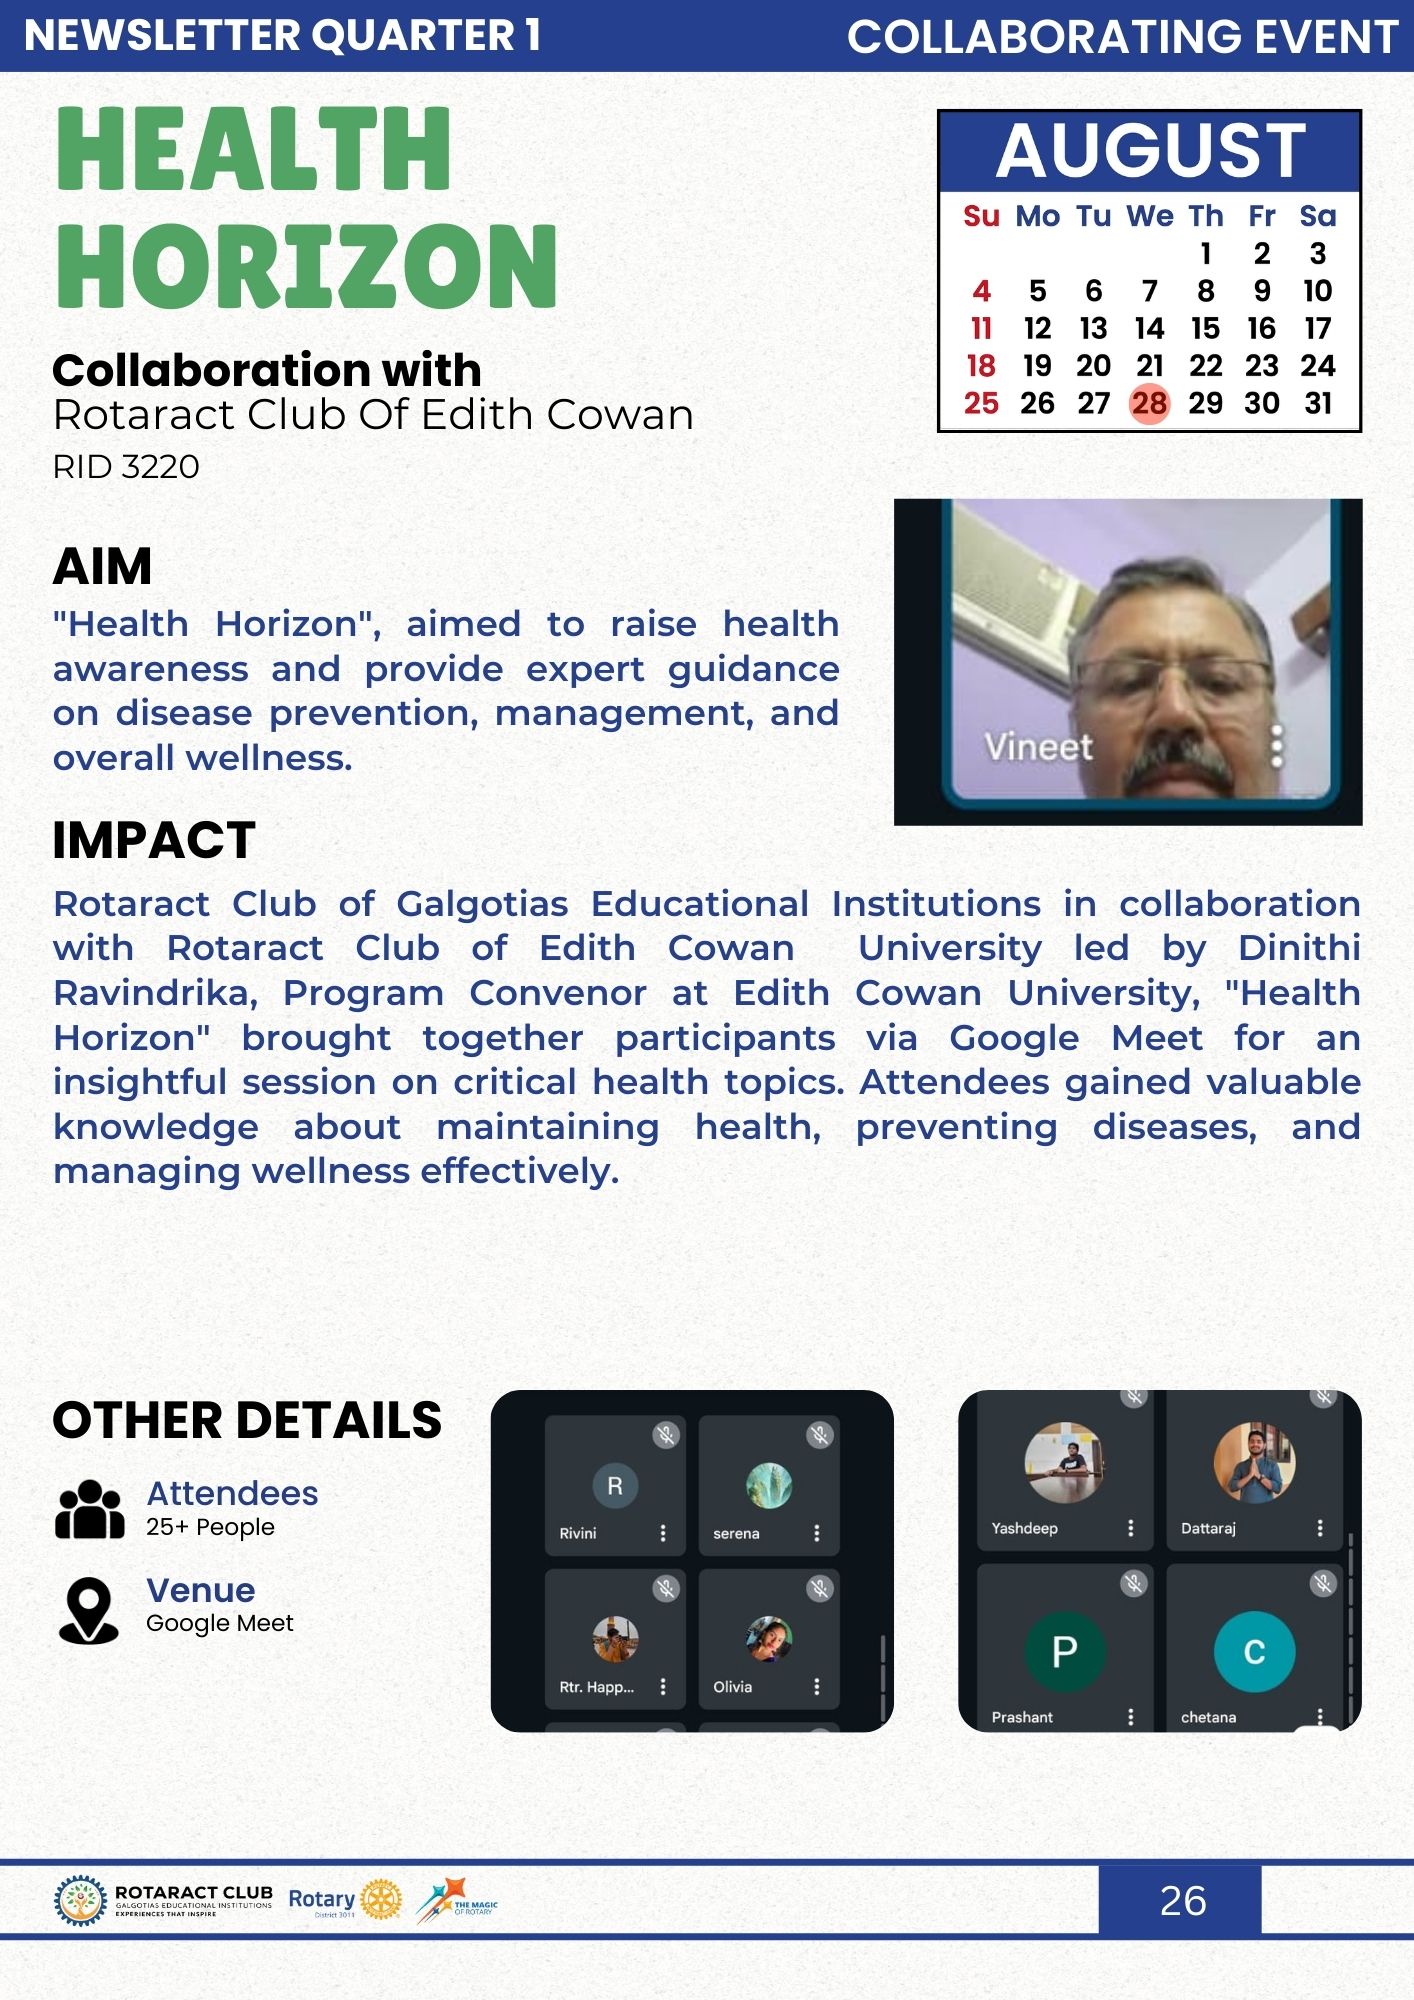 NEWSLETTER QUARTER 1
COLLABORATING EVENT
HEALTH
HORIZON
Collaboration with
Rotaract Club Of Edith Cowan
RID 3220
AUGUST
Su Mo Tu We Th Fr Sa
1 2 3
4 5 6 7 8 9 10
11 12 13 14 15 16 17
18 19 20 21 22 23 24
25 26 27 28 29 30 31
AIM
"Health Horizon", aimed to raise health
awareness and provide expert guidance
on disease prevention, management, and
overall wellness.
Vineet
IMPACT
Rotaract Club of Galgotias Educational Institutions in collaboration
with Rotaract Club of Edith Cowan University led by Dinithi
Ravindrika, Program Convenor at Edith Cowan University, "Health
Horizon" brought together participants via Google Meet for an
insightful session on critical health topics. Attendees gained valuable
knowledge about maintaining health, preventing diseases, and
managing wellness effectively.
OTHER DETAILS
Attendees
25+ People
Venue
Google Meet
R
Rivini
serena
Rtr. Happ...
Olivia
Yashdeep
Dattaraj
P
Prashant
c
chetana
ROTARACT CLUB
GALGOTIAS EDUCATIONAL INSTITUTIONS
EXPERIENCES THAT INSPIRE
Rotary
District 3011
THE MAGIC
OF ROTARY
26